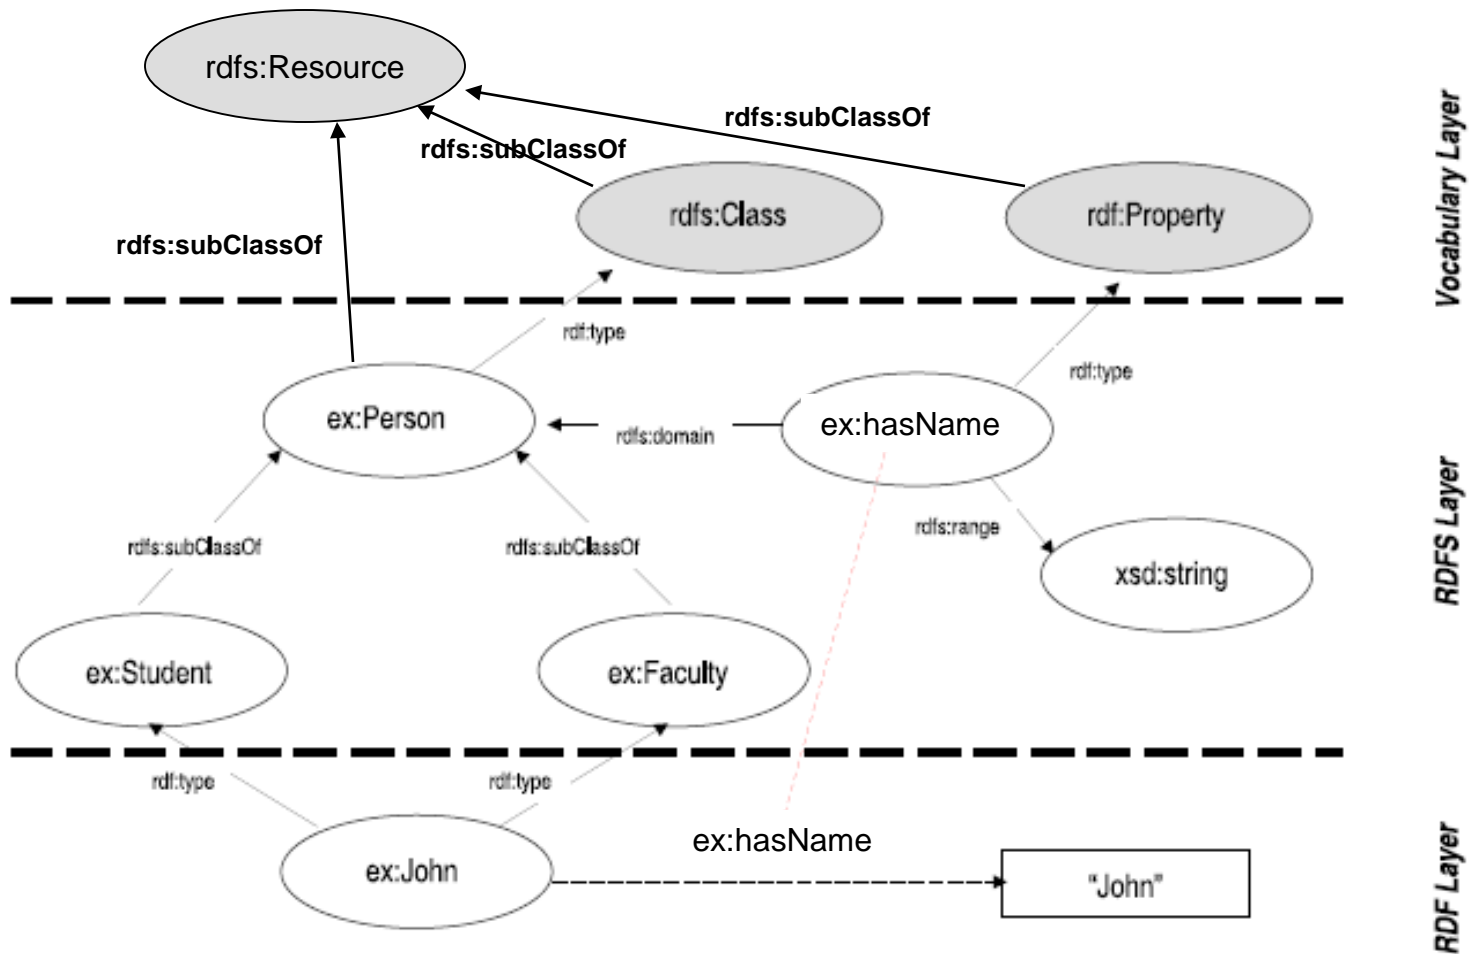 rdfs:Resource
rdfs:subClassOf
rdfs:subClassOf
rdfs:Class
rdf:Property
rdfs:subClassOf
Vocabulary Layer
rdf:type
rdf:type
ex:Person
rdfs:domain
ex:hasName
rdfs:subClassOf
rdfs:subClassOf
rdfs:range
xsd:string
RDFS Layer
ex:Student
ex:Faculty
rdf:type
rdf:type
ex:hasName
ex:John
“John”
RDF Layer